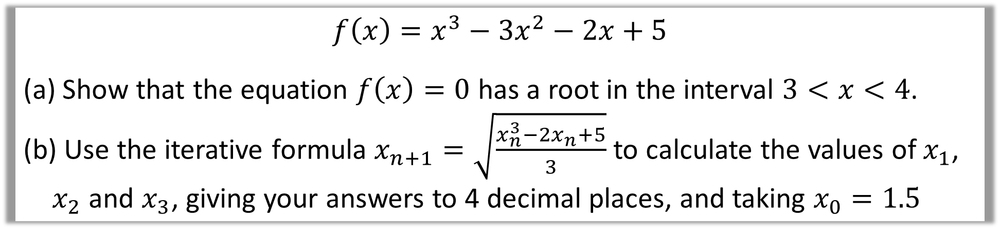 f(x) = x³ − 3x² − 2x + 5
(a) Show that the equation f(x) = 0 has a root in the interval 3 < x < 4.
(b) Use the iterative formula xₙ₊₁ = √((xₙ³−2xₙ+5)/3) to calculate the values of x₁,
x₂ and x₃, giving your answers to 4 decimal places, and taking x₀ = 1.5